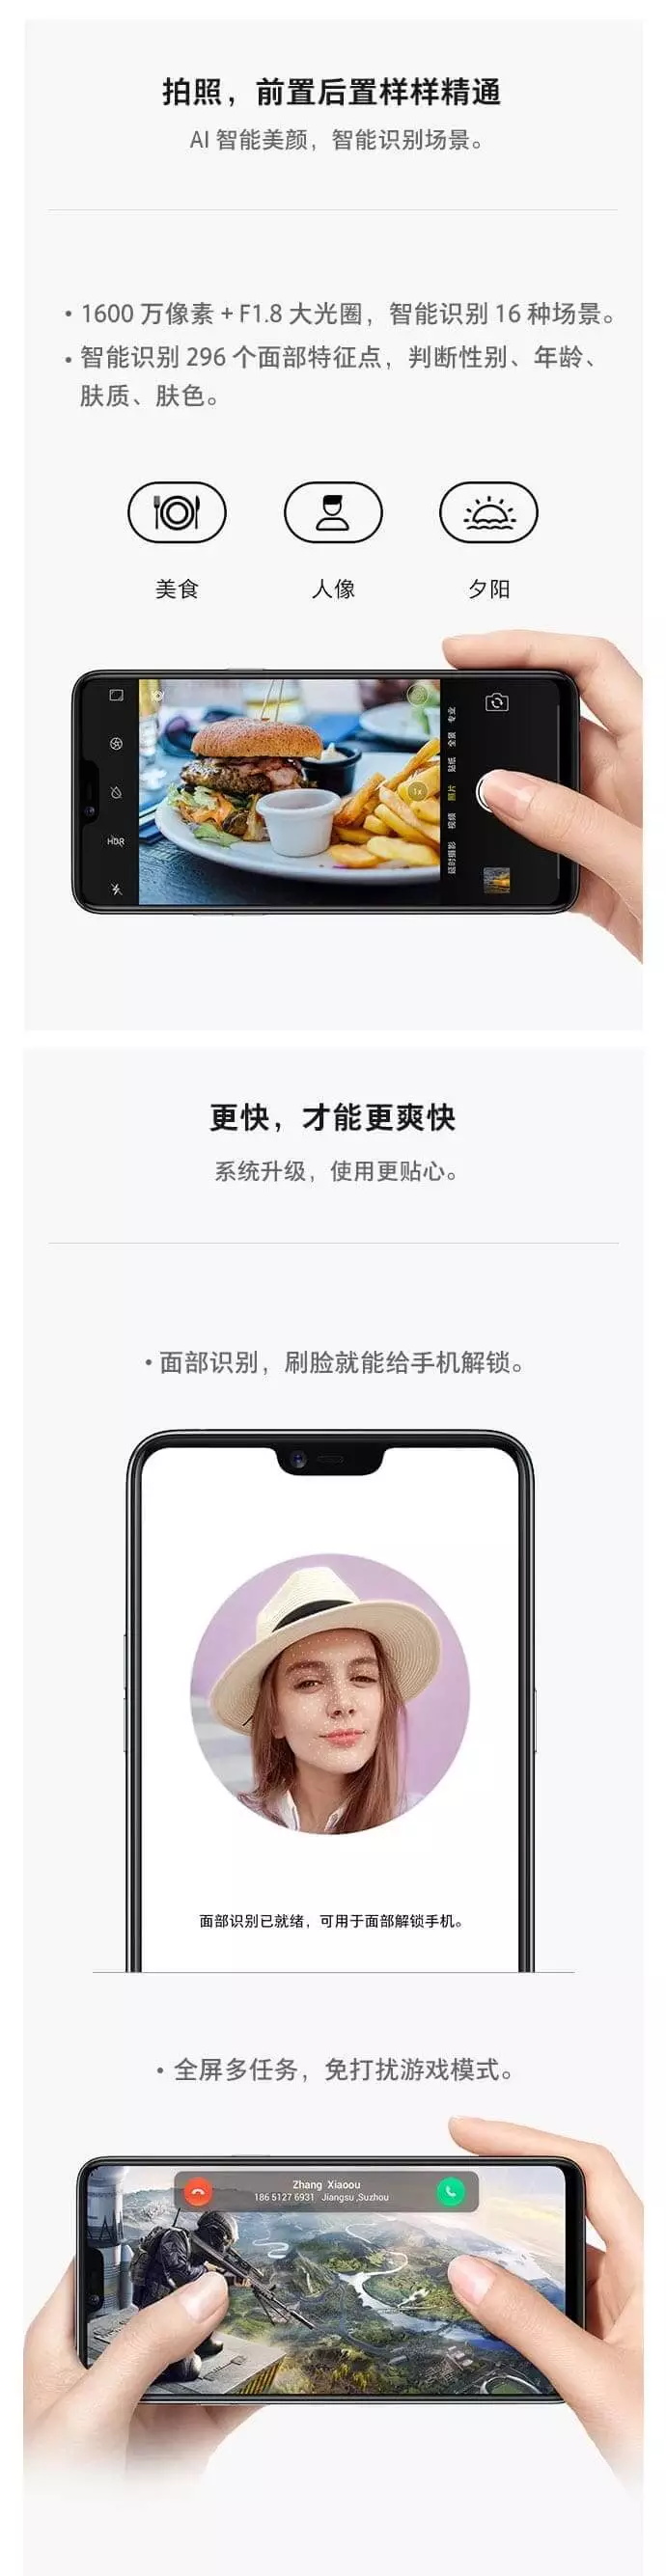 拍照，前置后置样样精通
AI 智能美颜，智能识别场景。
• 1600 万像素 + F1.8 大光圈，智能识别 16 种场景。
• 智能识别 296 个面部特征点，判断性别、年龄、
肤质、肤色。
美食
人像
夕阳
HDR
1x
专业
全景
贴纸
照片
视频
延时摄影
更快，才能更爽快
系统升级，使用更贴心。
• 面部识别，刷脸就能给手机解锁。
面部识别已就绪，可用于面部解锁手机。
• 全屏多任务，免打扰游戏模式。
Zhang Xiaoou
186 5127 6931 Jiangsu ,Suzhou